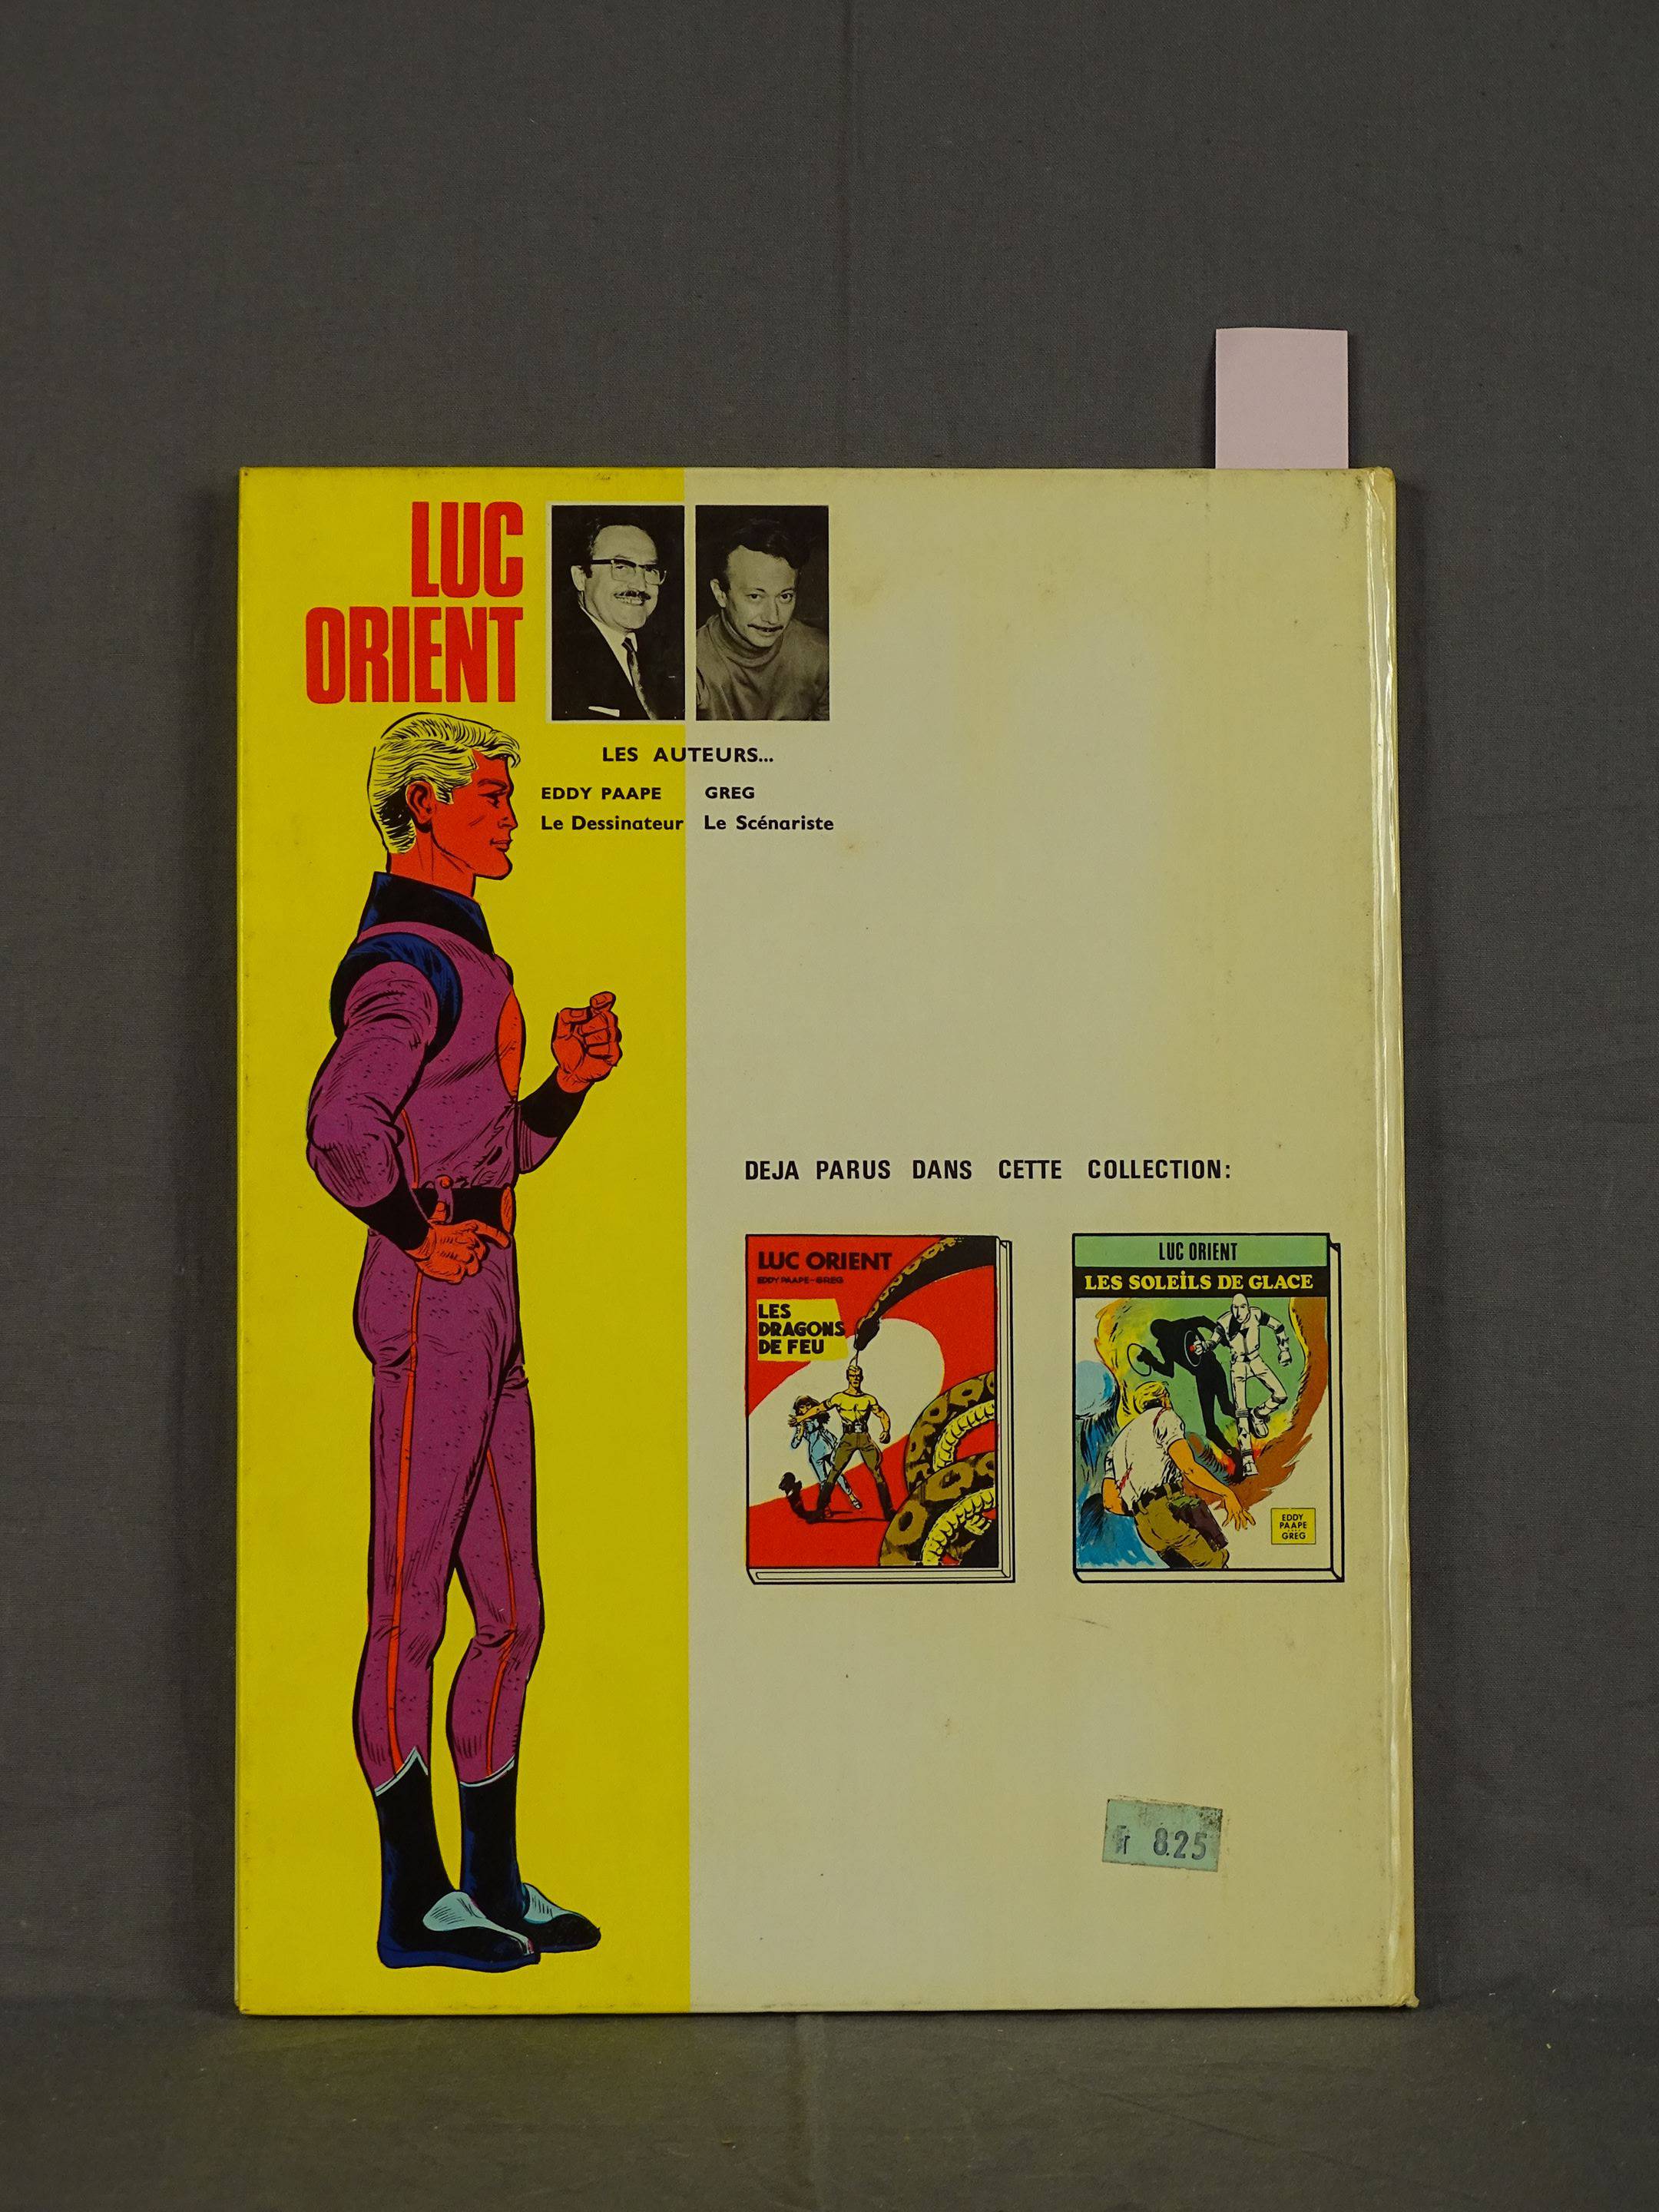 LUC
ORIENT
LES AUTEURS...
EDDY PAAPE GREG
Le Dessinateur Le Scénariste
DEJA PARUS DANS CETTE COLLECTION:
LUC ORIENT
EDDY PAAPE-GREG
LES
DRAGONS
DE FEU
LUC ORIENT
LES SOLEILS DE GLACE
EDDY
PAAPE
GREG
Fr 8.25